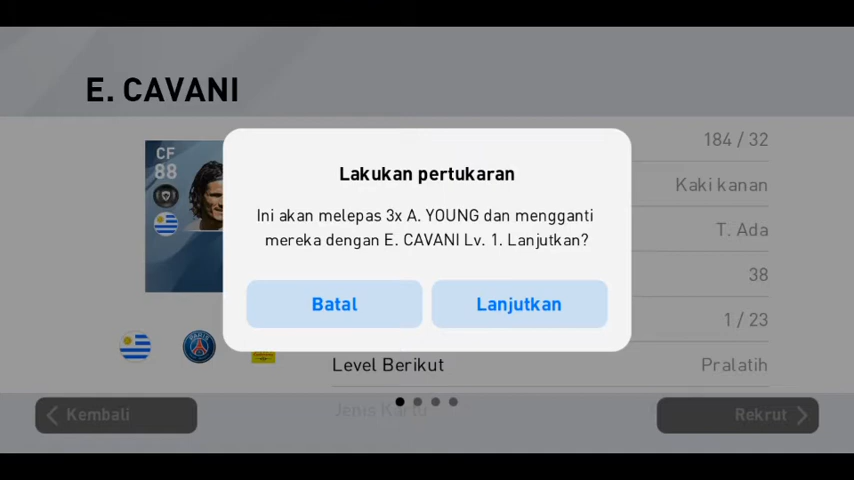 E. CAVANI
CF
88
184 / 32
Kaki kanan
T. Ada
38
1 / 23
Lakukan pertukaran
Ini akan melepas 3x A. YOUNG dan mengganti
mereka dengan E. CAVANI Lv. 1. Lanjutkan?
Batal
Lanjutkan
PARIS
Level Berikut
Pralatih
Jenis Kartu
Kembali
Rekrut